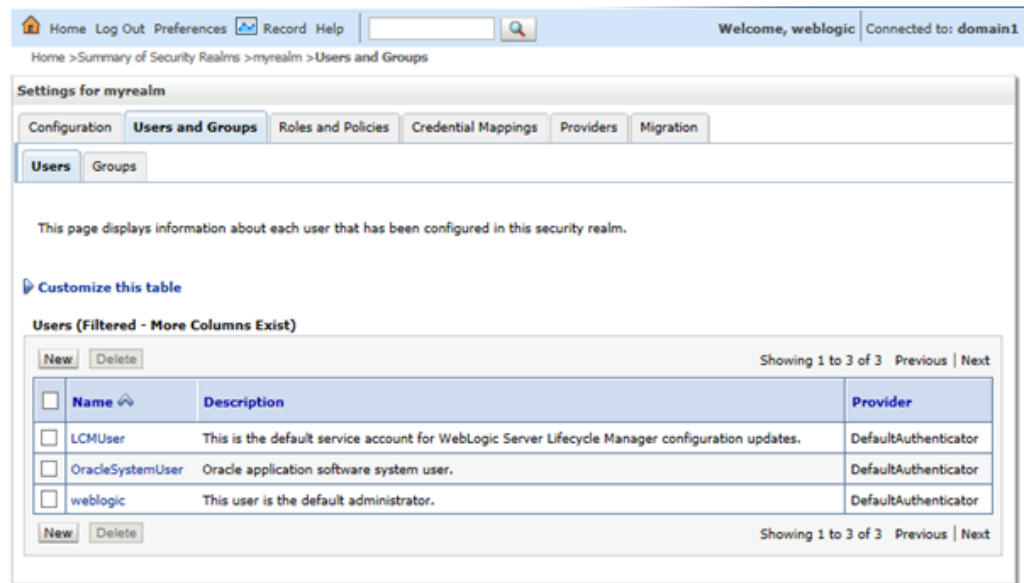 Home Log Out Preferences Record Help Welcome, weblogic Connected to: domain1
Home >Summary of Security Realms >myrealm >Users and Groups
Settings for myrealm
Configuration Users and Groups Roles and Policies Credential Mappings Providers Migration
Users Groups
This page displays information about each user that has been configured in this security realm.
Customize this table
Users (Filtered - More Columns Exist)
New Delete Showing 1 to 3 of 3 Previous | Next
Name Description Provider
LCMUser This is the default service account for WebLogic Server Lifecycle Manager configuration updates. DefaultAuthenticator
OracleSystemUser Oracle application software system user. DefaultAuthenticator
weblogic This user is the default administrator. DefaultAuthenticator
New Delete Showing 1 to 3 of 3 Previous | Next